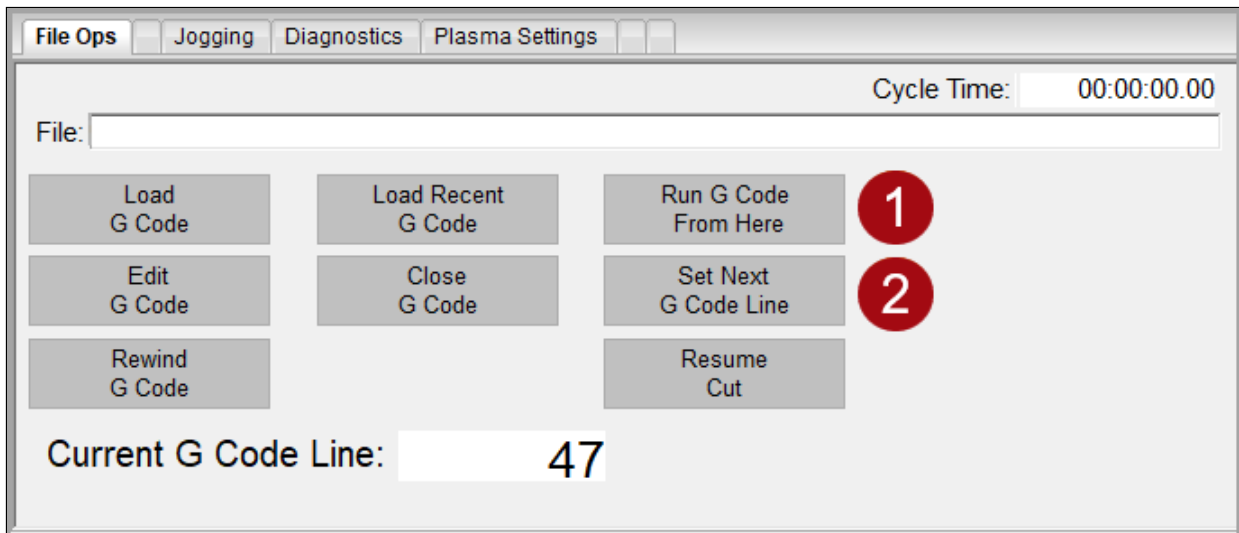 File Ops Jogging Diagnostics Plasma Settings
Cycle Time: 00:00:00.00
File:
Load
G Code
Load Recent
G Code
Run G Code
From Here
1
Edit
G Code
Close
G Code
Set Next
G Code Line
2
Rewind
G Code
Resume
Cut
Current G Code Line: 47